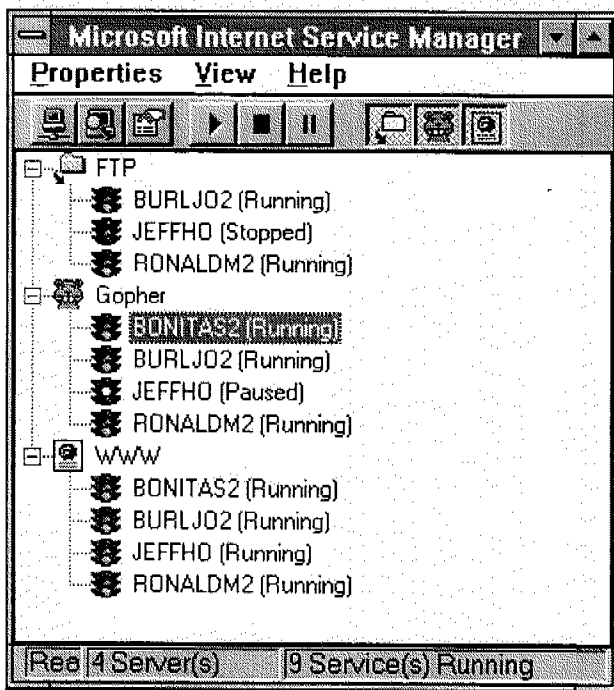 Microsoft Internet Service Manager
Properties View Help
FTP
BURLJO2 (Running)
JEFFHO (Stopped)
RONALDM2 (Running)
Gopher
BONITAS2 (Running)
BURLJO2 (Running)
JEFFHO (Paused)
RONALDM2 (Running)
WWW
BONITAS2 (Running)
BURLJO2 (Running)
JEFFHO (Running)
RONALDM2 (Running)
Rea 4 Server(s) 9 Service(s) Running